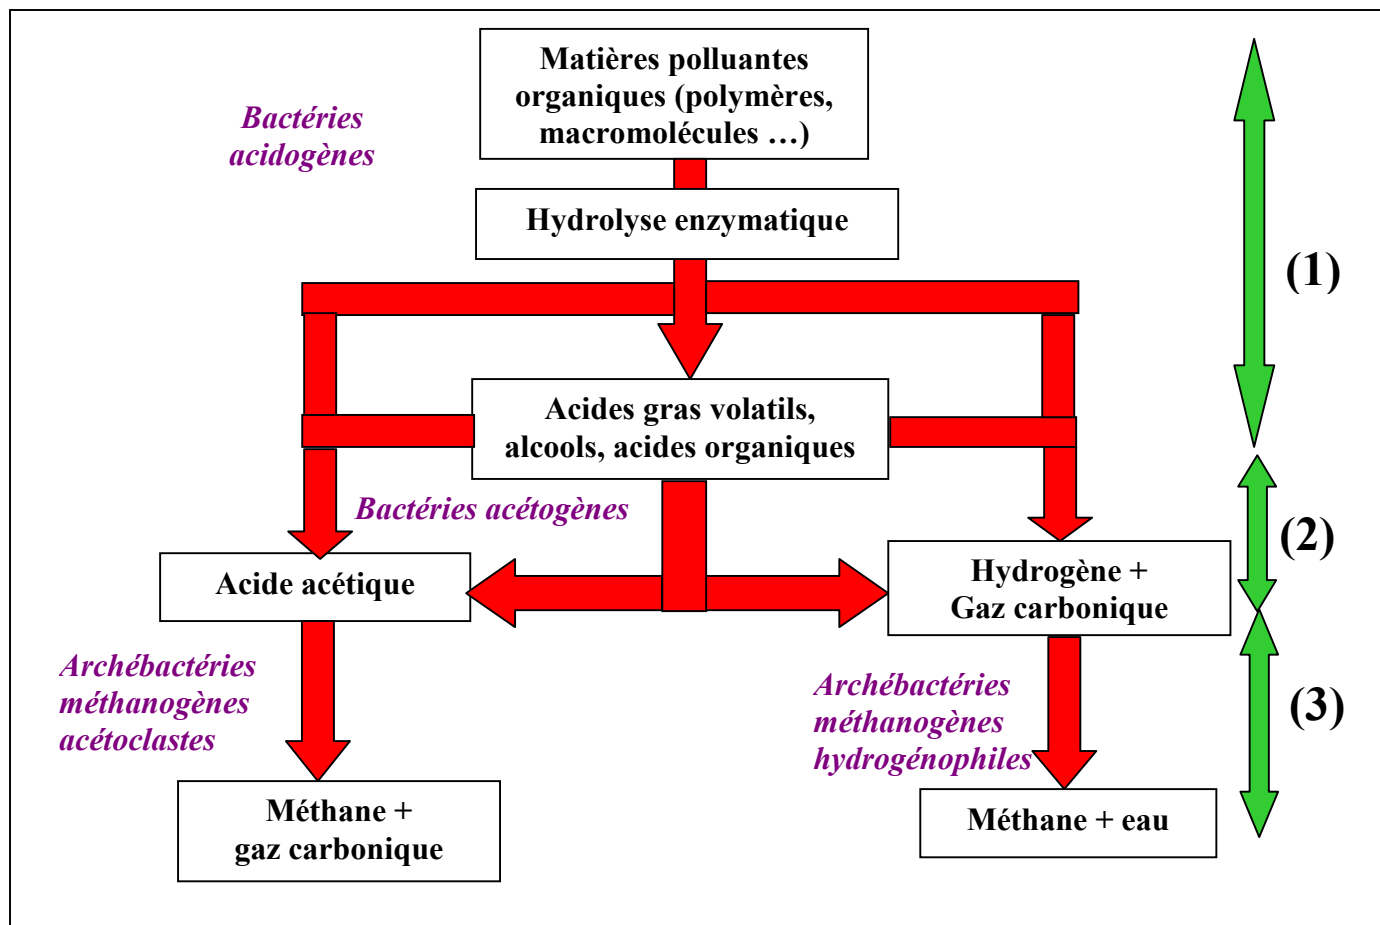 Matières polluantes
organiques (polymères,
macromolécules …)
Bactéries
acidogènes
Hydrolyse enzymatique
(1)
Acides gras volatils,
alcools, acides organiques
Bactéries acétogènes
(2)
Acide acétique
Hydrogène +
Gaz carbonique
Archébactéries
méthanogènes
acétoclastes
Archébactéries
méthanogènes
hydrogénophiles
(3)
Méthane +
gaz carbonique
Méthane + eau